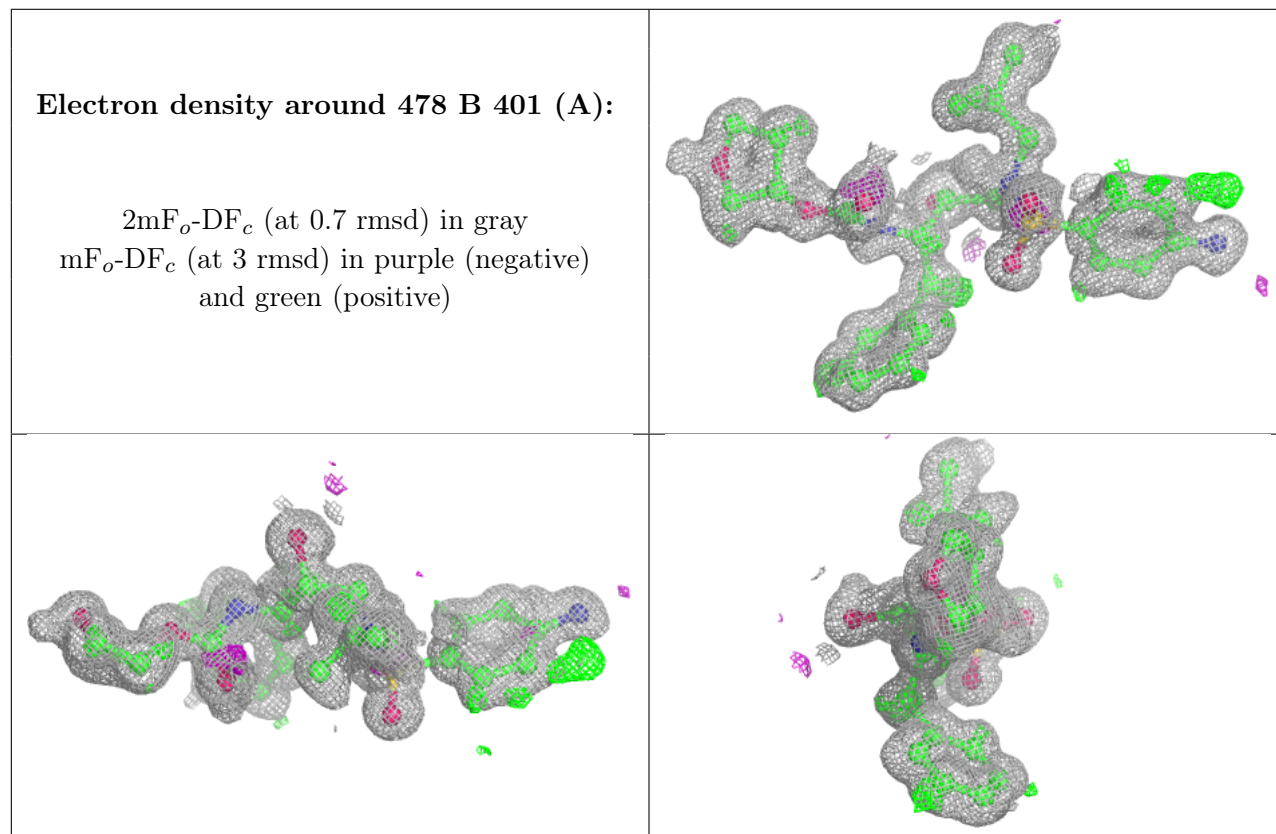 Electron density around 478 B 401 (A):
2mFo-DFc (at 0.7 rmsd) in gray
mFo-DFc (at 3 rmsd) in purple (negative)
and green (positive)